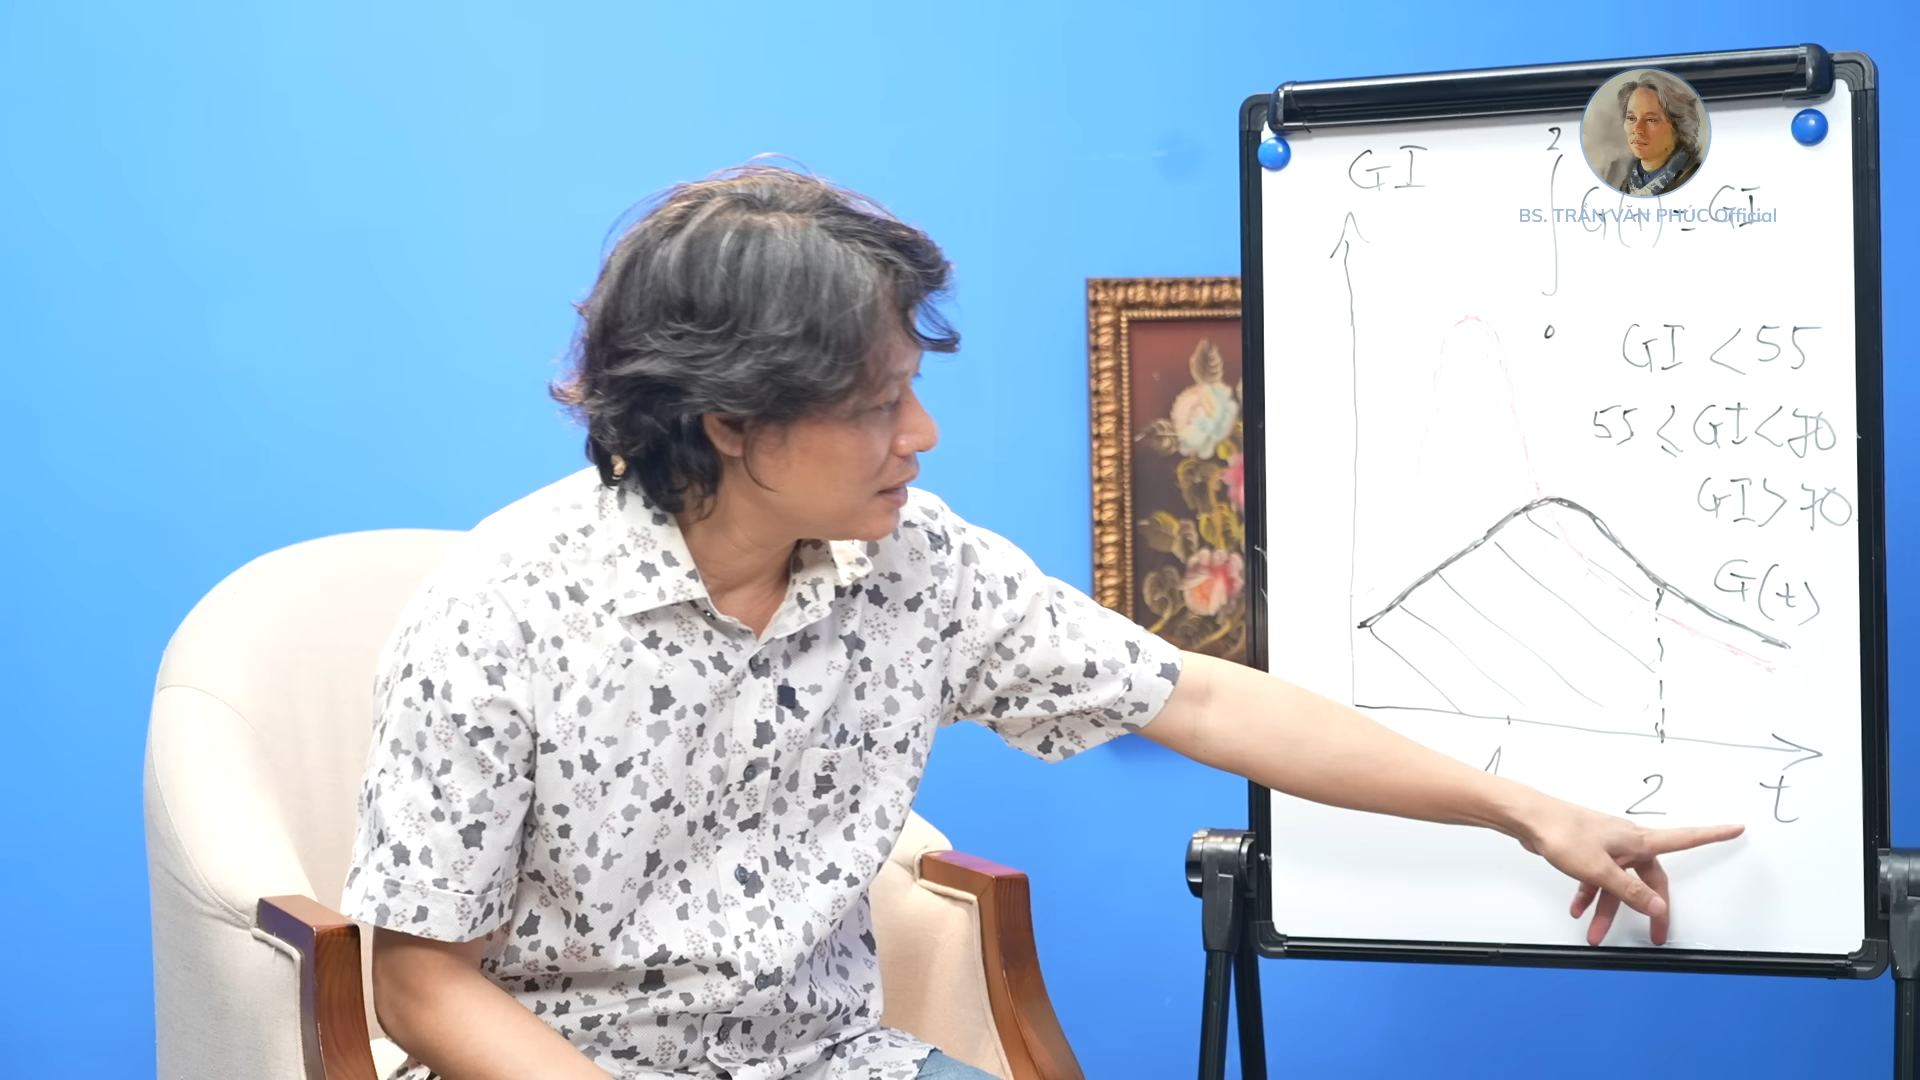 GI
2
∫ G(t) = GI
0
BS. TRẦN VĂN PHÚC Official
GI < 55
55 ≤ GI < 70
GI > 70
G(t)
1 2 t